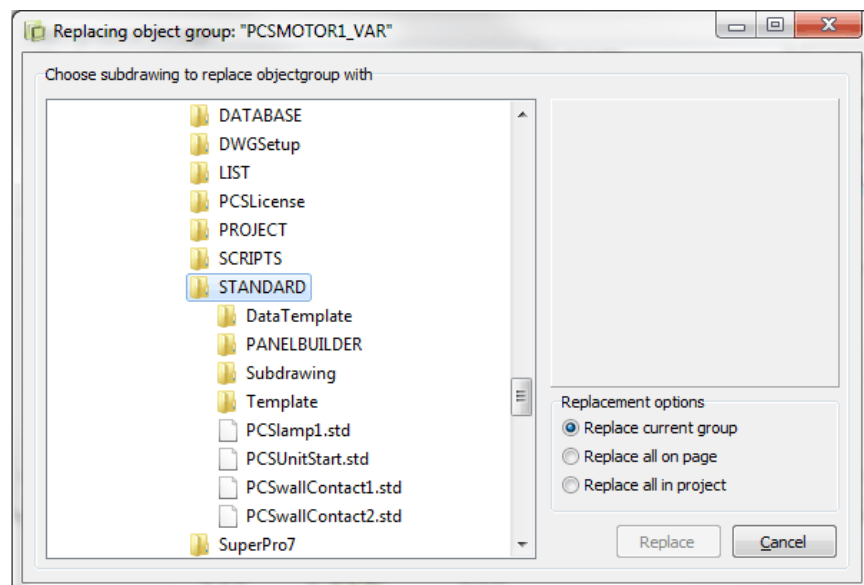 Replacing object group: "PCSMOTOR1_VAR"
Choose subdrawing to replace objectgroup with
DATABASE
DWGSetup
LIST
PCSLicense
PROJECT
SCRIPTS
STANDARD
DataTemplate
PANELBUILDER
Subdrawing
Template
PCSlamp1.std
PCSUnitStart.std
PCSwallContact1.std
PCSwallContact2.std
SuperPro7
Replacement options
Replace current group
Replace all on page
Replace all in project
Replace
Cancel